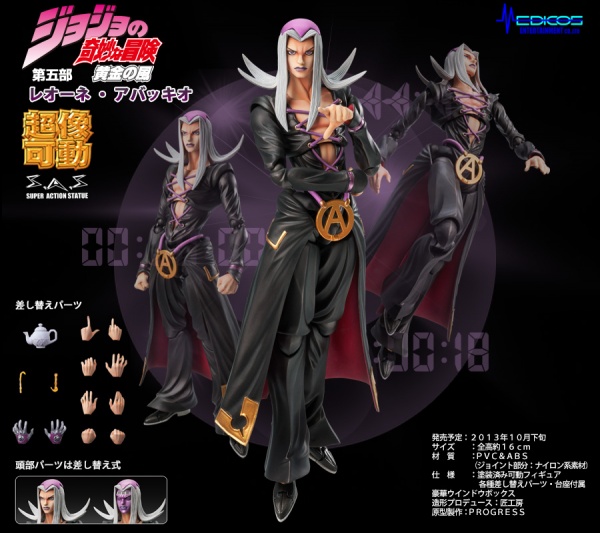 ジョジョの
奇妙な冒険
第五部 黄金の風
レオーネ・アバッキオ
超像
可動
S.A.S
SUPER ACTION STATUE
MEDICOS
ENTERTAINMENT co.,ltd
44
00:
00
A
A
A
:00:18
差し替えパーツ
頭部パーツは差し替え式
発売予定:2013年10月下旬
サイズ :全高約16cm
材 質 :PVC&ABS
(ジョイント部分:ナイロン系素材)
仕 様 :塗装済み可動フィギュア
各種差し替えパーツ・台座付属
豪華ウインドウボックス
造形プロデュース:匠工房
原型製作:PROGRESS